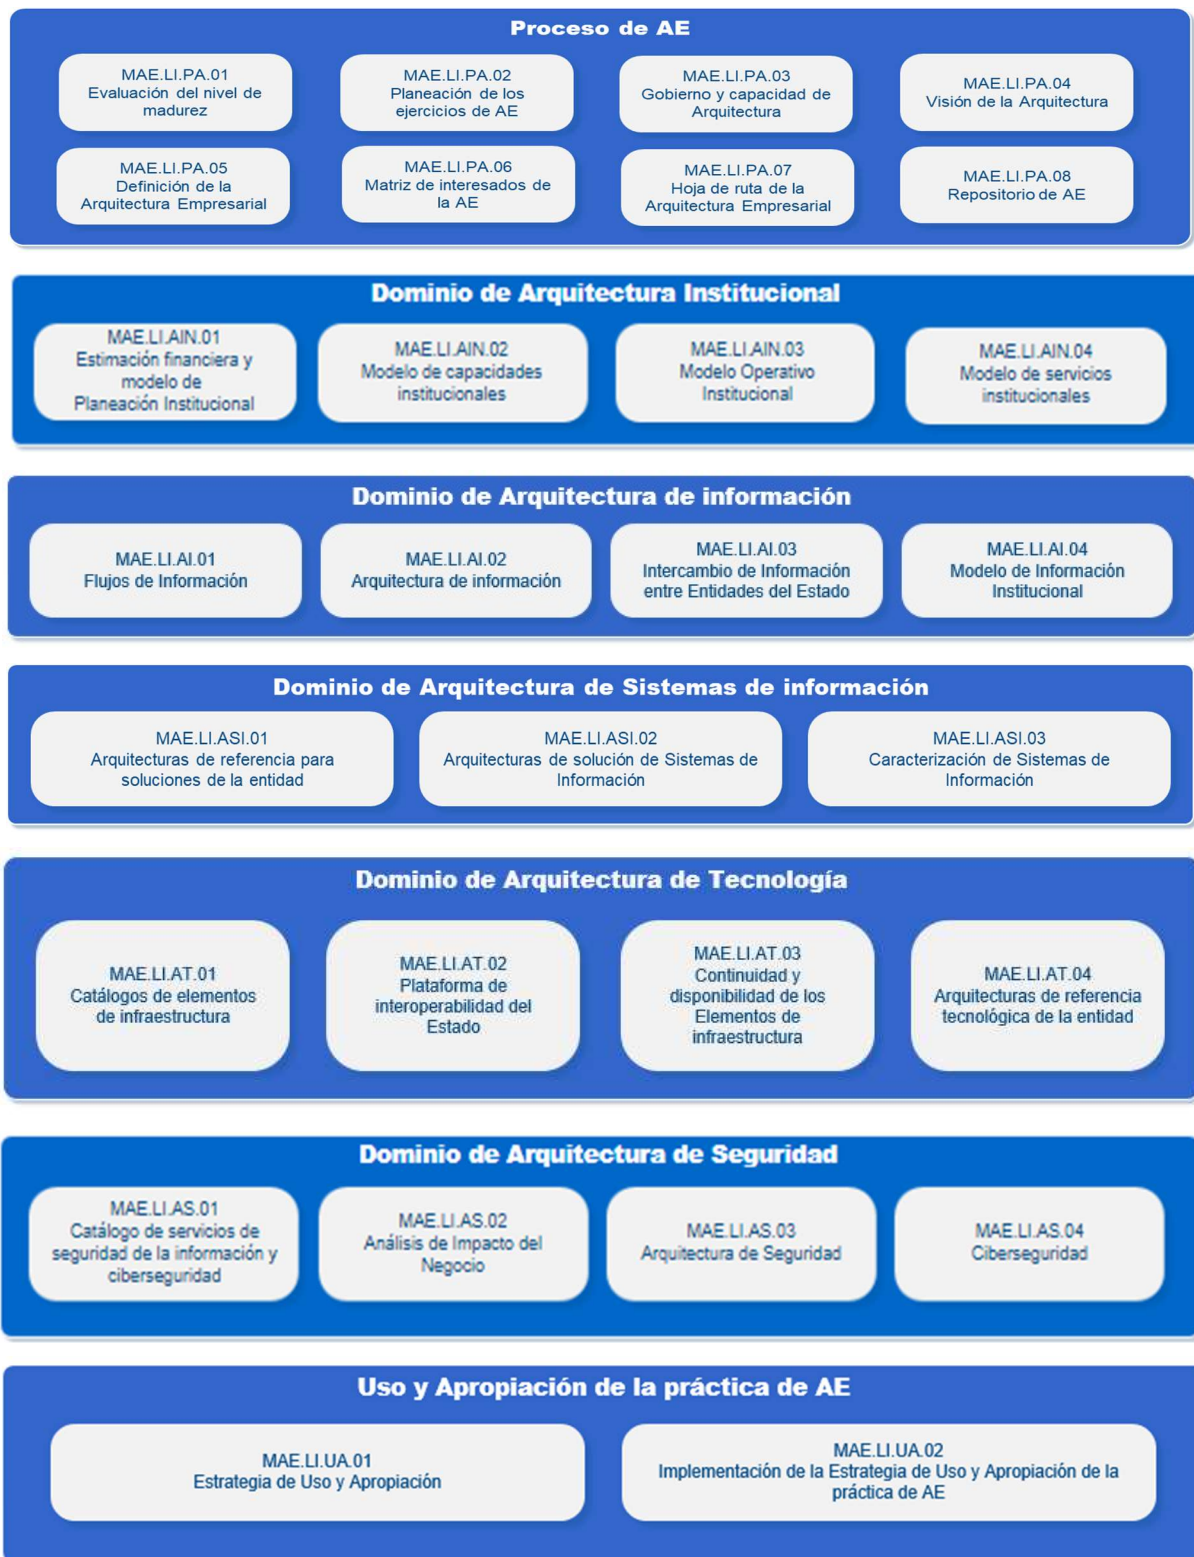 Proceso de AE
MAE.LI.PA.01
Evaluación del nivel de
madurez
MAE.LI.PA.02
Planeación de los
ejercicios de AE
MAE.LI.PA.03
Gobierno y capacidad de
Arquitectura
MAE.LI.PA.04
Visión de la Arquitectura
MAE.LI.PA.05
Definición de la
Arquitectura Empresarial
MAE.LI.PA.06
Matriz de interesados de
la AE
MAE.LI.PA.07
Hoja de ruta de la
Arquitectura Empresarial
MAE.LI.PA.08
Repositorio de AE
Dominio de Arquitectura Institucional
MAE.LI.AIN.01
Estimación financiera y
modelo de
Planeación Institucional
MAE.LI.AIN.02
Modelo de capacidades
institucionales
MAE.LI.AIN.03
Modelo Operativo
Institucional
MAE.LI.AIN.04
Modelo de servicios
institucionales
Dominio de Arquitectura de información
MAE.LI.AI.01
Flujos de Información
MAE.LI.AI.02
Arquitectura de información
MAE.LI.AI.03
Intercambio de Información
entre Entidades del Estado
MAE.LI.AI.04
Modelo de Información
Institucional
Dominio de Arquitectura de Sistemas de información
MAE.LI.ASI.01
Arquitecturas de referencia para
soluciones de la entidad
MAE.LI.ASI.02
Arquitecturas de solución de Sistemas de
Información
MAE.LI.ASI.03
Caracterización de Sistemas de
Información
Dominio de Arquitectura de Tecnología
MAE.LI.AT.01
Catálogos de elementos
de infraestructura
MAE.LI.AT.02
Plataforma de
interoperabilidad del
Estado
MAE.LI.AT.03
Continuidad y
disponibilidad de los
Elementos de
infraestructura
MAE.LI.AT.04
Arquitecturas de referencia
tecnológica de la entidad
Dominio de Arquitectura de Seguridad
MAE.LI.AS.01
Catálogo de servicios de
seguridad de la información y
ciberseguridad
MAE.LI.AS.02
Análisis de Impacto del
Negocio
MAE.LI.AS.03
Arquitectura de Seguridad
MAE.LI.AS.04
Ciberseguridad
Uso y Apropiación de la práctica de AE
MAE.LI.UA.01
Estrategia de Uso y Apropiación
MAE.LI.UA.02
Implementación de la Estrategia de Uso y Apropiación de la
práctica de AE